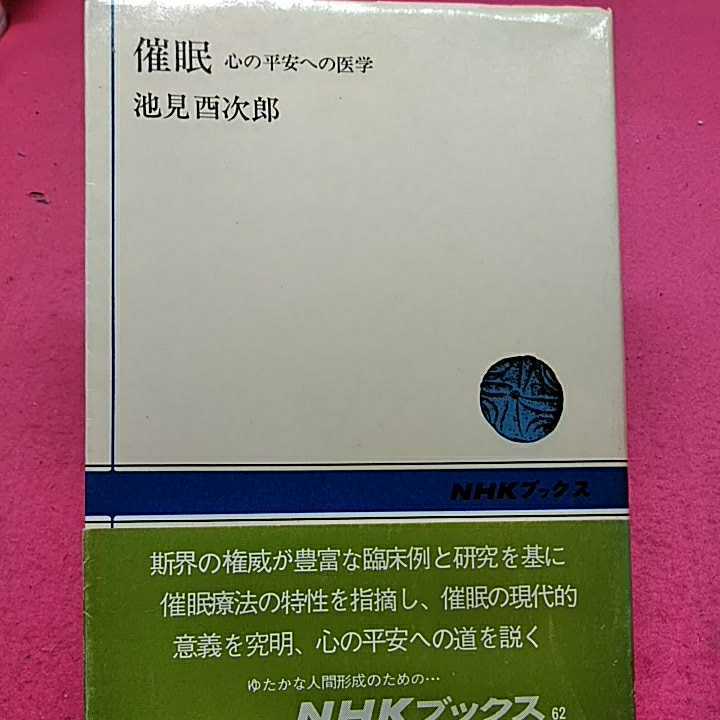 催眠 心の平安への医学
池見酉次郎
NHKブックス
斯界の権威が豊富な臨床例と研究を基に
催眠療法の特性を指摘し、催眠の現代的
意義を究明、心の平安への道を説く
ゆたかな人間形成のための…
NHKブックス 62